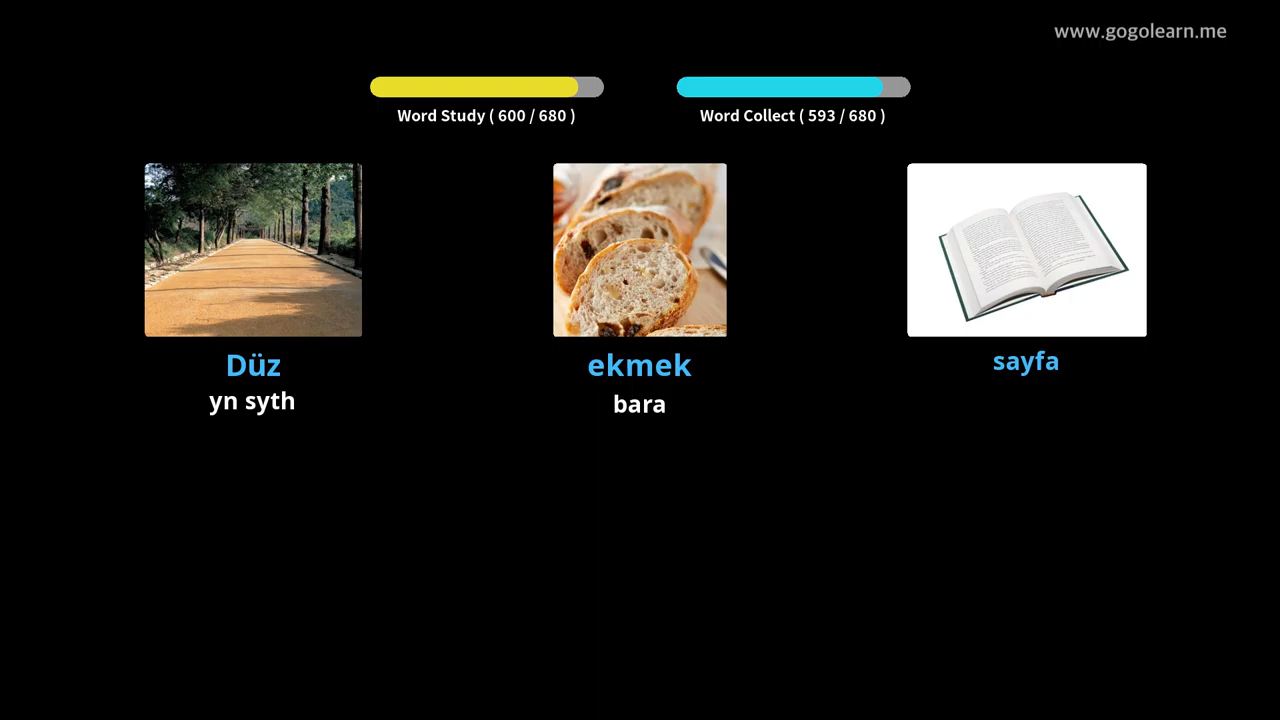 www.gogolearn.me
Word Study ( 600 / 680 )
Word Collect ( 593 / 680 )
Düz
yn syth
ekmek
bara
sayfa